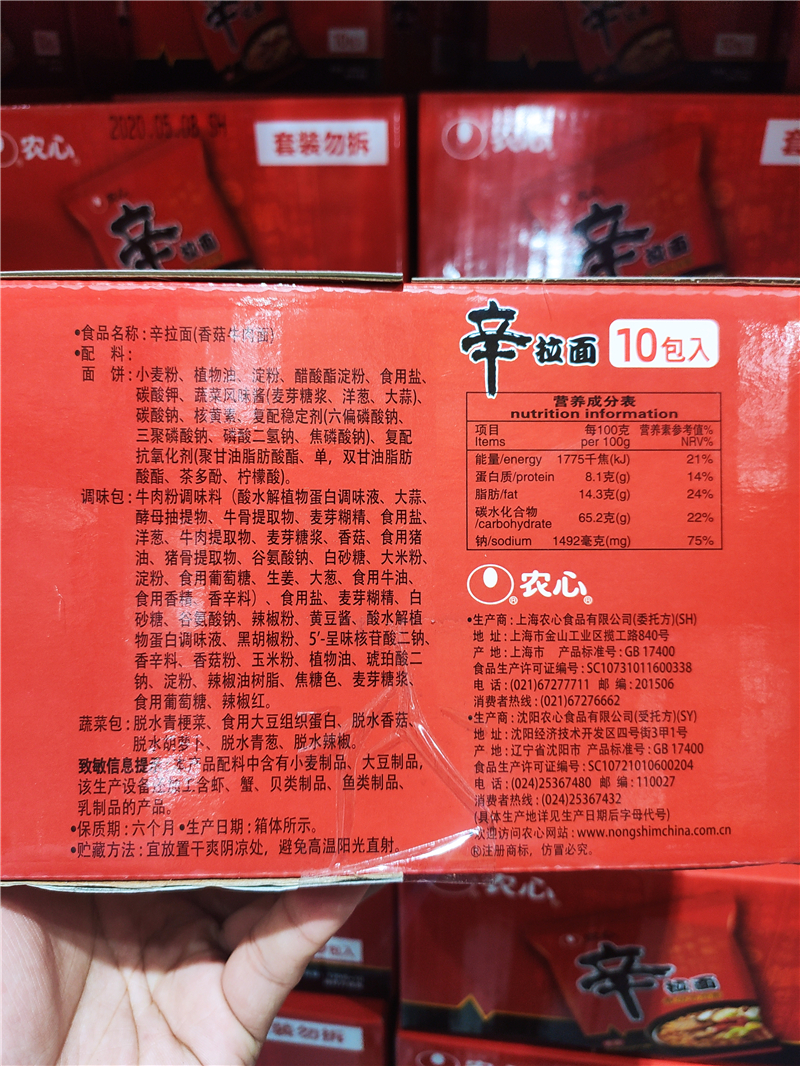 10包入
2020.05.08 SH
农心
套装勿拆
农心
套
辛拉面
辛拉面
•食品名称:辛拉面(香菇牛肉面)
•配 料:
面 饼:小麦粉、植物油、淀粉、醋酸酯淀粉、食用盐、
碳酸钾、蔬菜风味酱(麦芽糖浆、洋葱、大蒜)、
碳酸钠、核黄素、复配稳定剂(六偏磷酸钠、
三聚磷酸钠、磷酸二氢钠、焦磷酸钠)、复配
抗氧化剂(聚甘油脂肪酸酯、单，双甘油脂肪
酸酯、茶多酚、柠檬酸)。
调味包:牛肉粉调味料（酸水解植物蛋白调味液、大蒜、
酵母抽提物、牛骨提取物、麦芽糊精、食用盐、
洋葱、牛肉提取物、麦芽糖浆、香菇、食用猪
油、猪骨提取物、谷氨酸钠、白砂糖、大米粉、
淀粉、食用葡萄糖、生姜、大葱、食用牛油、
食用香精、香辛料）、食用盐、麦芽糊精、白
砂糖、谷氨酸钠、辣椒粉、黄豆酱、酸水解植
物蛋白调味液、黑胡椒粉、5’-呈味核苷酸二钠、
香辛料、香菇粉、玉米粉、植物油、琥珀酸二
钠、淀粉、辣椒油树脂、焦糖色、麦芽糖浆、
食用葡萄糖、辣椒红。
蔬菜包:脱水青梗菜、食用大豆组织蛋白、脱水香菇、
脱水胡萝卜、脱水青葱、脱水辣椒。
致敏信息提 产品配料中含有小麦制品、大豆制品，
该生产设备 加工含虾、蟹、贝类制品、鱼类制品、
乳制品的产品。
•保质期:六个月•生产日期:箱体所示。
•贮藏方法:宜放置干爽阴凉处，避免高温阳光直射。
辛拉面 10包入
营养成分表
nutrition information
项目 每100克 营养素参考值%
Items per 100g NRV%
能量/energy 1775千焦(kJ) 21%
蛋白质/protein 8.1克(g) 14%
脂肪/fat 14.3克(g) 24%
碳水化合物
/carbohydrate 65.2克(g) 22%
钠/sodium 1492毫克(mg) 75%
农心
•生产商:上海农心食品有限公司(委托方)(SH)
地 址:上海市金山工业区揽工路840号
产 地:上海市 产品标准号:GB 17400
食品生产许可证编号:SC10731011600338
电 话:(021)67277711 邮 编:201506
消费者热线:(021)67276662
•生产商:沈阳农心食品有限公司(受托方)(SY)
地 址:沈阳经济技术开发区四号街3甲1号
产 地:辽宁省沈阳市 产品标准号:GB 17400
食品生产许可证编号:SC10721010600204
电 话:(024)25367480 邮 编:110027
消费者热线:(024)25367432
(具体生产地详见生产日期后字母代号)
欢迎访问农心网站:www.nongshimchina.com.cn
®注册商标，仿冒必究。
农心
辛拉面
包入
装勿拆